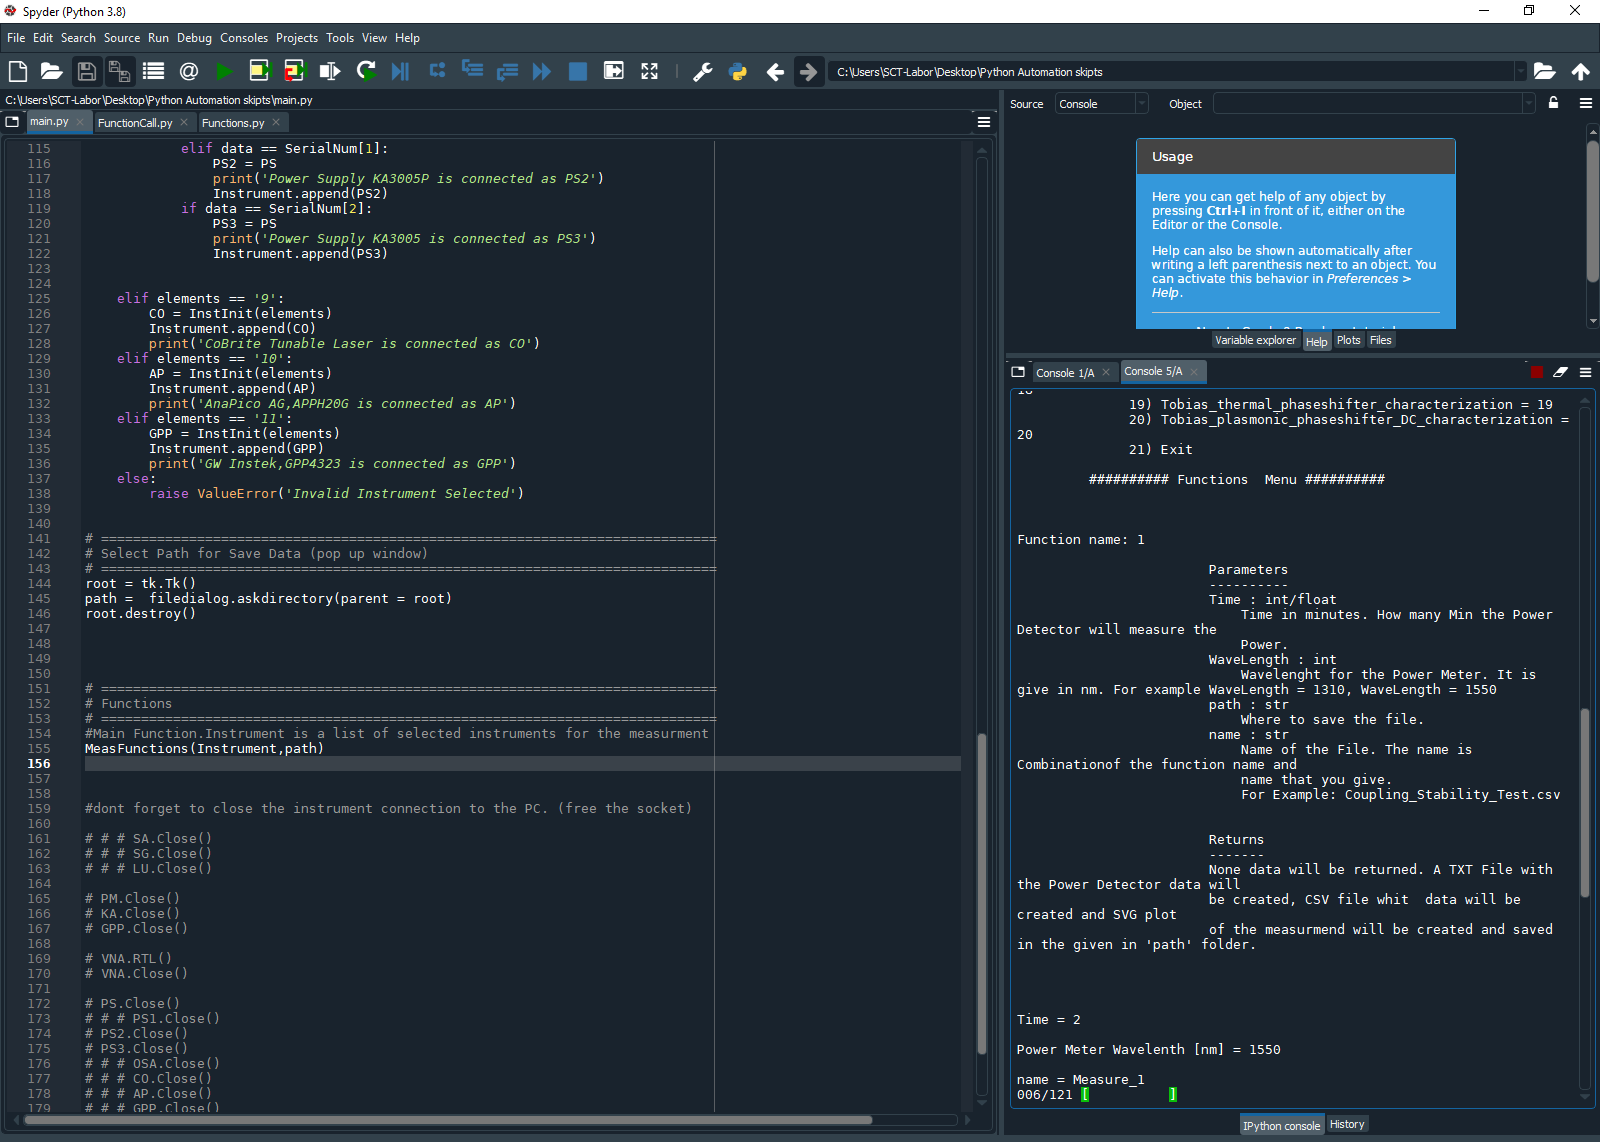 Spyder (Python 3.8)
File Edit Search Source Run Debug Consoles Projects Tools View Help
C:\Users\SCT-Labor\Desktop\Python Automation skipts
C:\Users\SCT-Labor\Desktop\Python Automation skipts\main.py
main.py FunctionCall.py Functions.py
115 elif data == SerialNum[1]:
116 PS2 = PS
117 print('Power Supply KA3005P is connected as PS2')
118 Instrument.append(PS2)
119 if data == SerialNum[2]:
120 PS3 = PS
121 print('Power Supply KA3005 is connected as PS3')
122 Instrument.append(PS3)
123
124
125 elif elements == '9':
126 CO = InstInit(elements)
127 Instrument.append(CO)
128 print('CoBrite Tunable Laser is connected as CO')
129 elif elements == '10':
130 AP = InstInit(elements)
131 Instrument.append(AP)
132 print('AnaPico AG,APPH20G is connected as AP')
133 elif elements == '11':
134 GPP = InstInit(elements)
135 Instrument.append(GPP)
136 print('GW Instek,GPP4323 is connected as GPP')
137 else:
138 raise ValueError('Invalid Instrument Selected')
139
140
141 # =============================================================================
142 # Select Path for Save Data (pop up window)
143 # =============================================================================
144 root = tk.Tk()
145 path =  filedialog.askdirectory(parent = root)
146 root.destroy()
147
148
149
150
151 # =============================================================================
152 # Functions
153 # =============================================================================
154 #Main Function.Instrument is a list of selected instruments for the measurment
155 MeasFunctions(Instrument,path)
156
157
158
159 #dont forget to close the instrument connection to the PC. (free the socket)
160
161 # # # SA.Close()
162 # # # SG.Close()
163 # # # LU.Close()
164
165 # PM.Close()
166 # KA.Close()
167 # GPP.Close()
168
169 # VNA.RTL()
170 # VNA.Close()
171
172 # PS.Close()
173 # # # PS1.Close()
174 # PS2.Close()
175 # PS3.Close()
176 # # # OSA.Close()
177 # # # CO.Close()
178 # # # AP.Close()
179 # # # GPP.Close()
Source Console Object
Usage
Here you can get help of any object by
pressing Ctrl+I in front of it, either on the
Editor or the Console.
Help can also be shown automatically after
writing a left parenthesis next to an object. You
can activate this behavior in Preferences >
Help.
Variable explorer Help Plots Files
Console 1/A Console 5/A
19) Tobias_thermal_phaseshifter_characterization = 19
20) Tobias_plasmonic_phaseshifter_DC_characterization =
20
21) Exit
########## Functions  Menu ##########
Function name: 1
Parameters
----------
Time : int/float
Time in minutes. How many Min the Power
Detector will measure the
Power.
WaveLength : int
Wavelenght for the Power Meter. It is
give in nm. For example WaveLength = 1310, WaveLength = 1550
path : str
Where to save the file.
name : str
Name of the File. The name is
Combinationof the function name and
name that you give.
For Example: Coupling_Stability_Test.csv
Returns
-------
None data will be returned. A TXT File with
the Power Detector data will
be created, CSV file whit  data will be
created and SVG plot
of the measurmend will be created and saved
in the given in 'path' folder.
Time = 2
Power Meter Wavelenth [nm] = 1550
name = Measure_1
006/121 [ ]
IPython console History